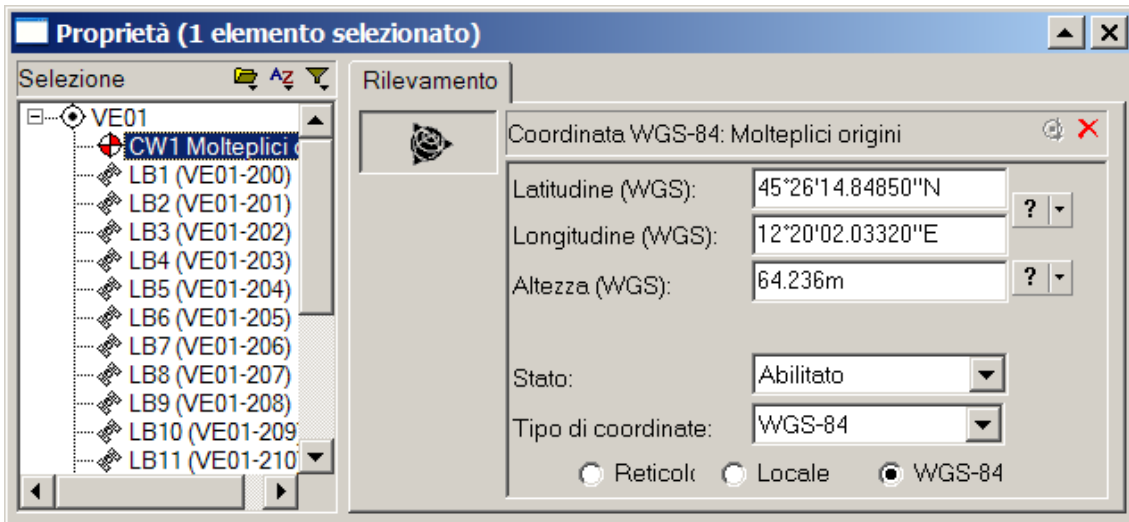 Proprietà (1 elemento selezionato)
Selezione
AZ
Rilevamento
VE01
CW1 Molteplici
LB1 (VE01-200)
LB2 (VE01-201)
LB3 (VE01-202)
LB4 (VE01-203)
LB5 (VE01-204)
LB6 (VE01-205)
LB7 (VE01-206)
LB8 (VE01-207)
LB9 (VE01-208)
LB10 (VE01-209
LB11 (VE01-210
Coordinata WGS-84: Molteplici origini
Latitudine (WGS): 45°26'14.84850"N
?
Longitudine (WGS): 12°20'02.03320"E
Altezza (WGS): 64.236m ?
Stato: Abilitato
Tipo di coordinate: WGS-84
Reticolo Locale WGS-84